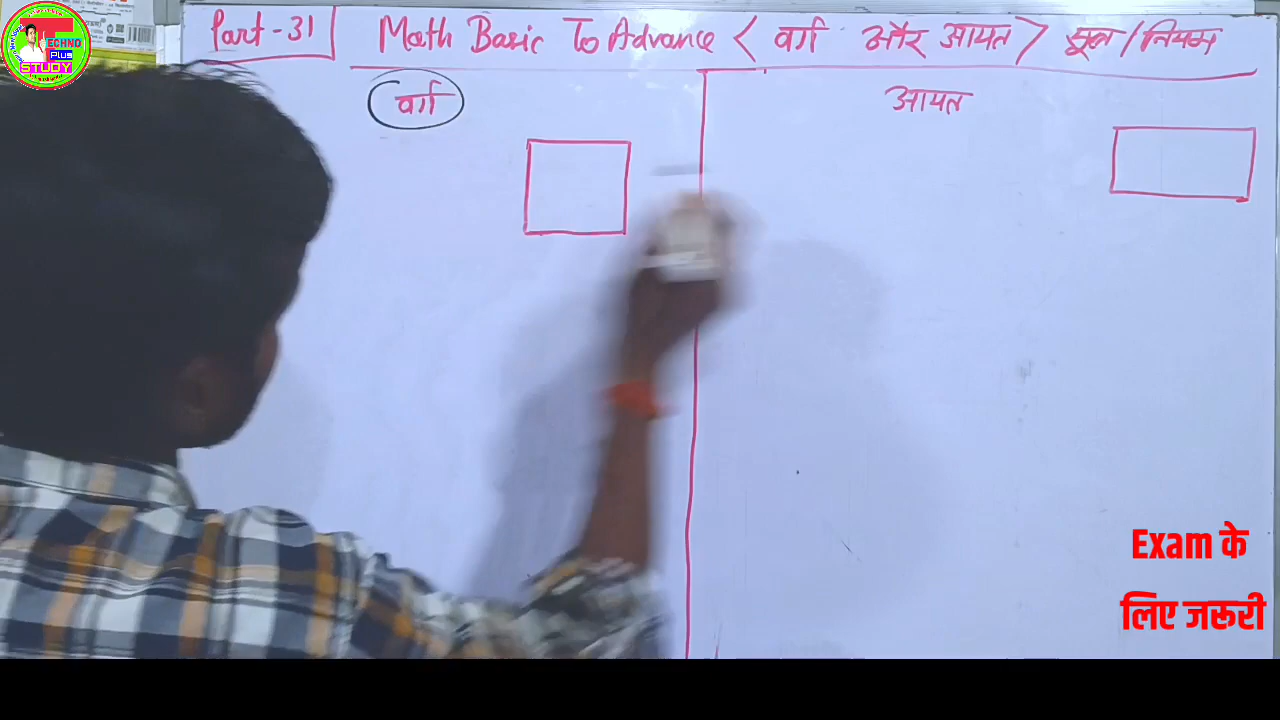 Part-31
Math Basic To Advance < वर्ग और आयत > सूत्र / नियम
वर्ग
आयत
Exam के
लिए जरूरी
TECHNO
Plus
STUDY